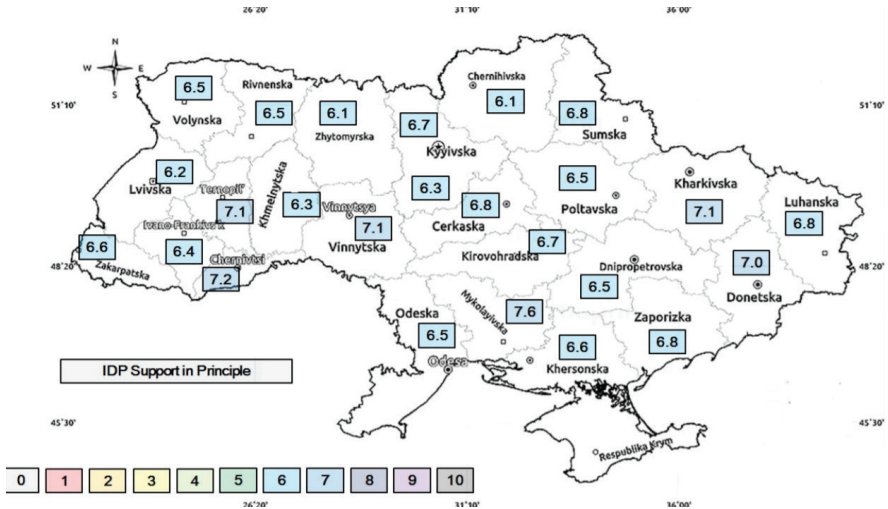 26°20' 31°10' 36°00'
N
W E
S
51°10' 51°10'
6.5
Volynska
Rivnenska
6.5
6.1
Zhytomyrska
6.7
Kyyivska
Chernihivska
6.1
6.8
Sumska
6.2
Lvivska
Ternopil'
7.1
Khmelnytska
6.3
Vinnytsya
7.1
Vinnytska
6.3
6.8
Cerkaska
6.5
Poltavska
Kharkivska
7.1
Luhanska
6.8
Ivano-Frankivs'k
6.4
6.6
Zakarpatska
Chernivtsi
7.2
6.7
Kirovohradska
Dnipropetrovska
6.5
7.0
Donetska
48°20' 48°20'
Odeska
6.5
Odesa
Mykolayivska
7.6
6.6
Khersonska
Zaporizka
6.8
IDP Support in Principle
45°30' 45°30'
Respublika Krym
0 1 2 3 4 5 6 7 8 9 10
26°20' 31°10' 36°00'